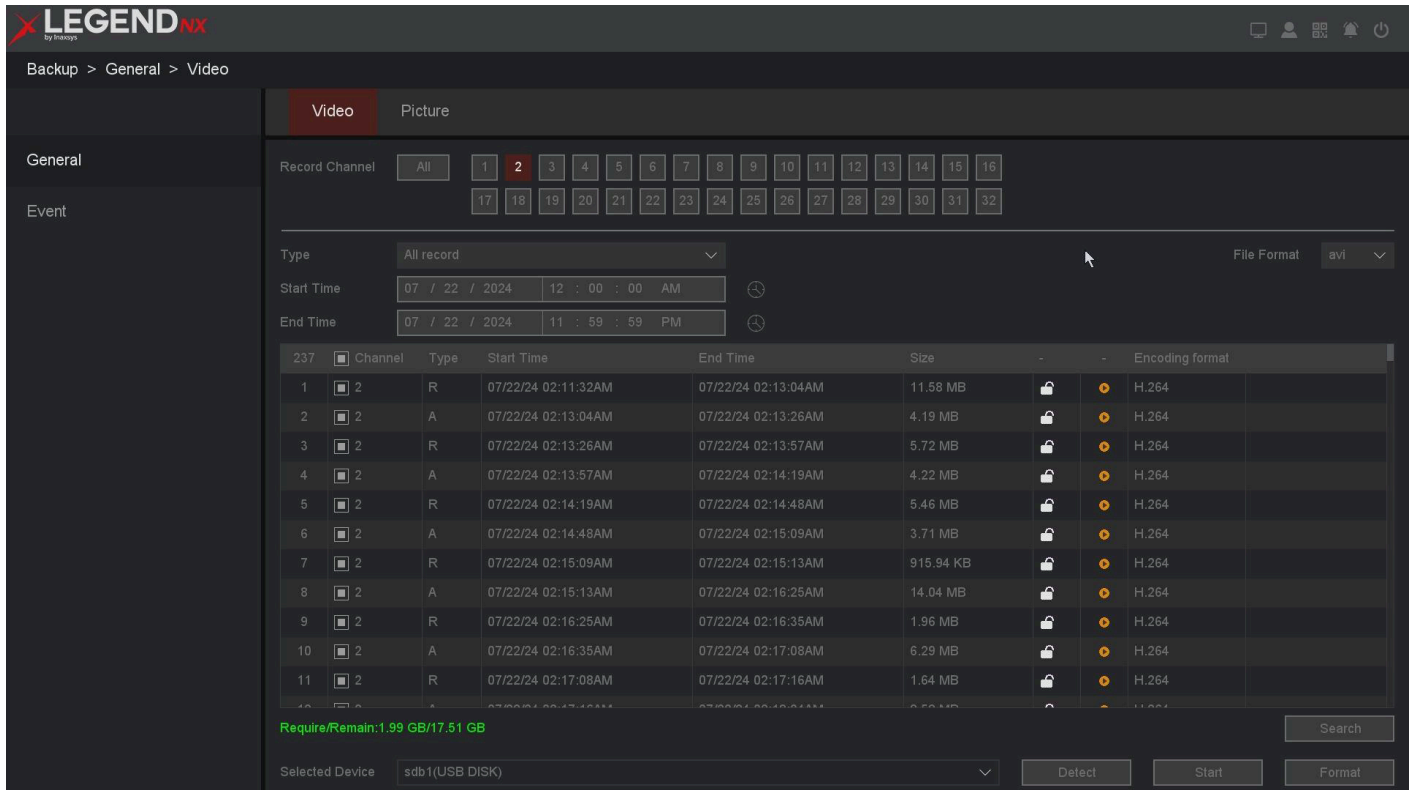 LEGENDNX
by Inaxsys
Backup > General > Video
Video Picture
General
Event
Record Channel All 1 2 3 4 5 6 7 8 9 10 11 12 13 14 15 16
17 18 19 20 21 22 23 24 25 26 27 28 29 30 31 32
Type All record File Format avi
Start Time 07 / 22 / 2024 12 : 00 : 00 AM
End Time 07 / 22 / 2024 11 : 59 : 59 PM
237 Channel Type Start Time End Time Size - - Encoding format
1 2 R 07/22/24 02:11:32AM 07/22/24 02:13:04AM 11.58 MB H.264
2 2 A 07/22/24 02:13:04AM 07/22/24 02:13:26AM 4.19 MB H.264
3 2 R 07/22/24 02:13:26AM 07/22/24 02:13:57AM 5.72 MB H.264
4 2 A 07/22/24 02:13:57AM 07/22/24 02:14:19AM 4.22 MB H.264
5 2 R 07/22/24 02:14:19AM 07/22/24 02:14:48AM 5.46 MB H.264
6 2 A 07/22/24 02:14:48AM 07/22/24 02:15:09AM 3.71 MB H.264
7 2 R 07/22/24 02:15:09AM 07/22/24 02:15:13AM 915.94 KB H.264
8 2 A 07/22/24 02:15:13AM 07/22/24 02:16:25AM 14.04 MB H.264
9 2 R 07/22/24 02:16:25AM 07/22/24 02:16:35AM 1.96 MB H.264
10 2 A 07/22/24 02:16:35AM 07/22/24 02:17:08AM 6.29 MB H.264
11 2 R 07/22/24 02:17:08AM 07/22/24 02:17:16AM 1.64 MB H.264
Require/Remain:1.99 GB/17.51 GB
Search
Selected Device sdb1(USB DISK) Detect Start Format